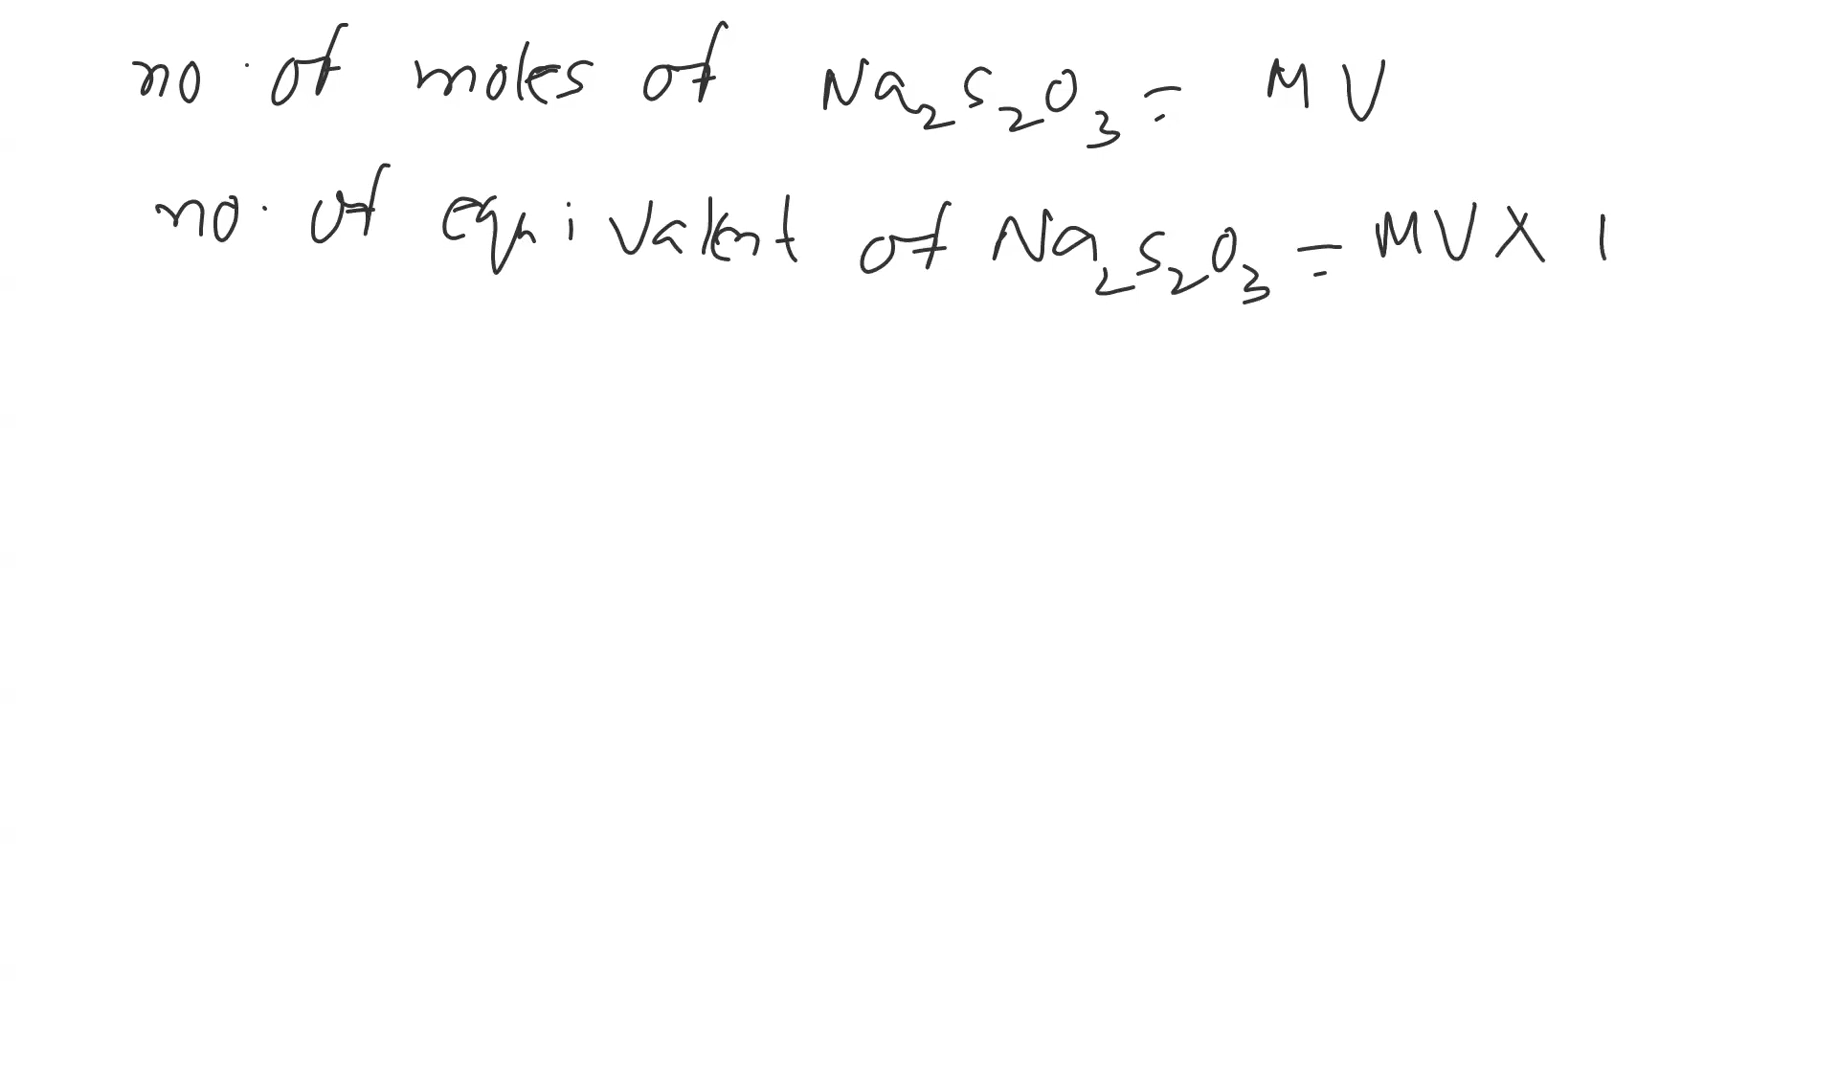 no. of moles of Na₂S₂O₃ = MV
no. of equivalent of Na₂S₂O₃ = MV X 1